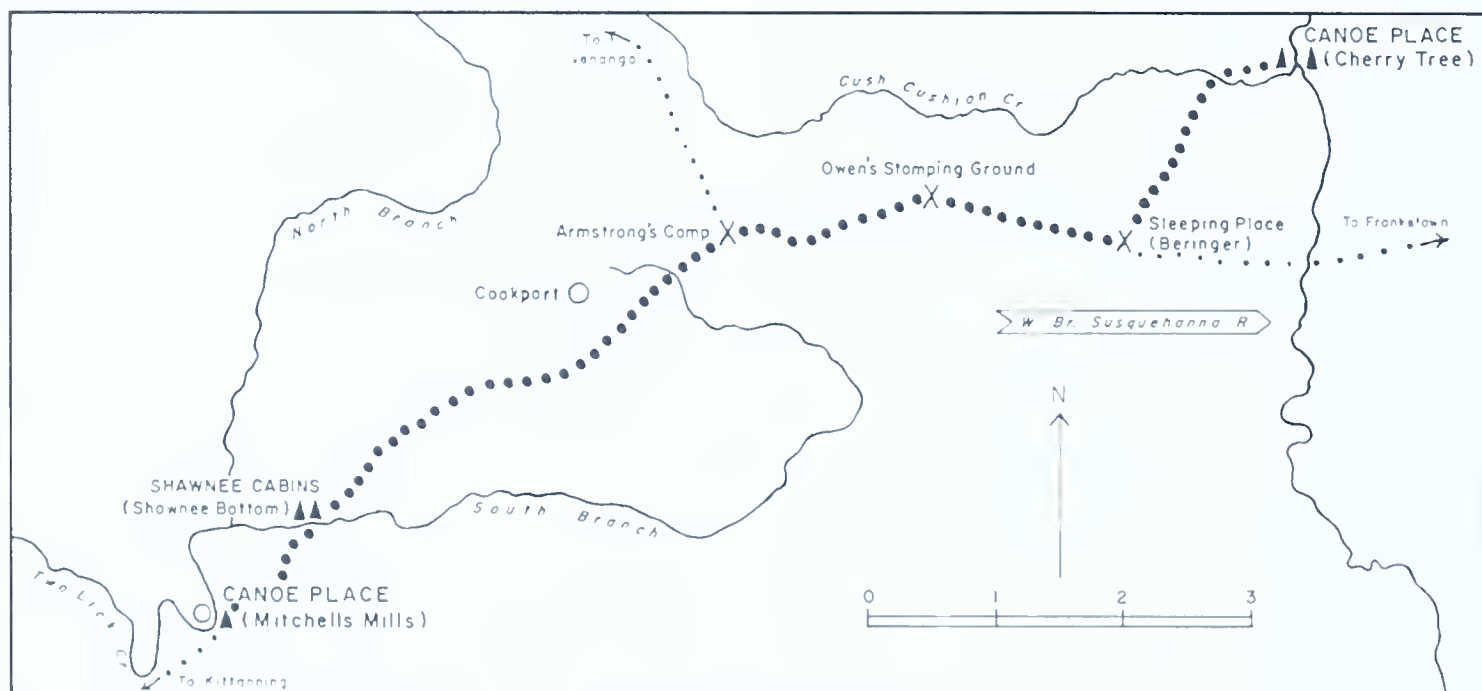 To
Venango
CANOE PLACE
(Cherry Tree)
Cush Cushion Cr
Owen's Stomping Ground
North Branch
Armstrong's Camp
Sleeping Place
(Beringer)
To Frankstown
Cookport
W Br. Susquehanna R
N
SHAWNEE CABINS
(Shawnee Bottom)
South Branch
Two Lick Cr
CANOE PLACE
(Mitchells Mills)
0 1 2 3
To Kittanning